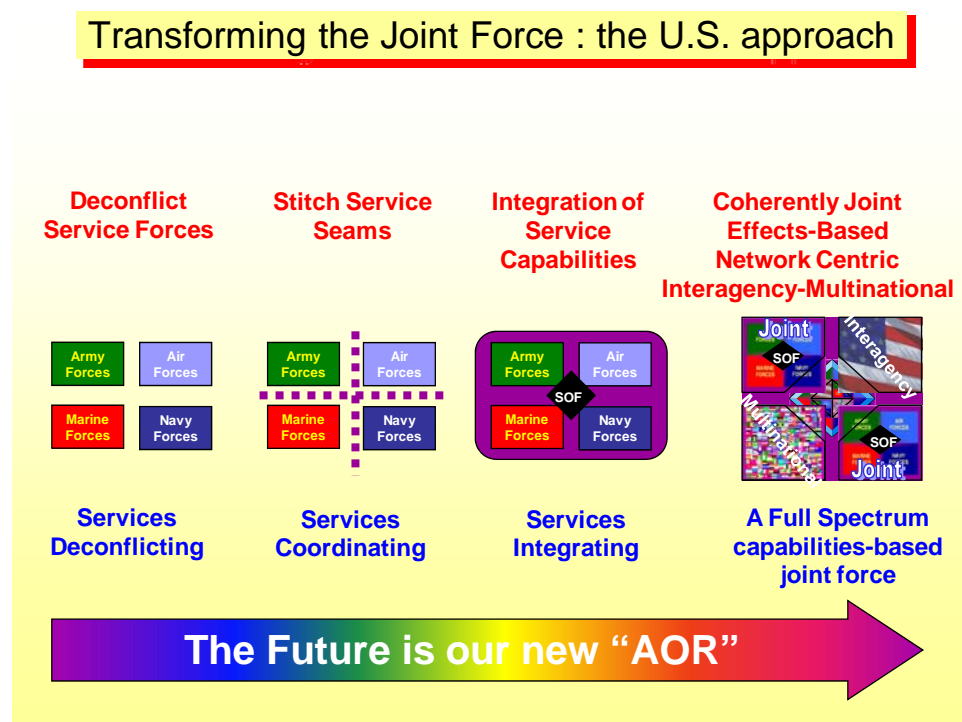 Transforming the Joint Force : the U.S. approach
Deconflict
Service Forces
Stitch Service
Seams
Integration of
Service
Capabilities
Coherently Joint
Effects-Based
Network Centric
Interagency-Multinational
Army
Forces
Air
Forces
Marine
Forces
Navy
Forces
Army
Forces
Air
Forces
Marine
Forces
Navy
Forces
Army
Forces
Air
Forces
SOF
Marine
Forces
Navy
Forces
Joint
SOF
Interagency
Multinational
SOF
Joint
Services
Deconflicting
Services
Coordinating
Services
Integrating
A Full Spectrum
capabilities-based
joint force
The Future is our new “AOR”